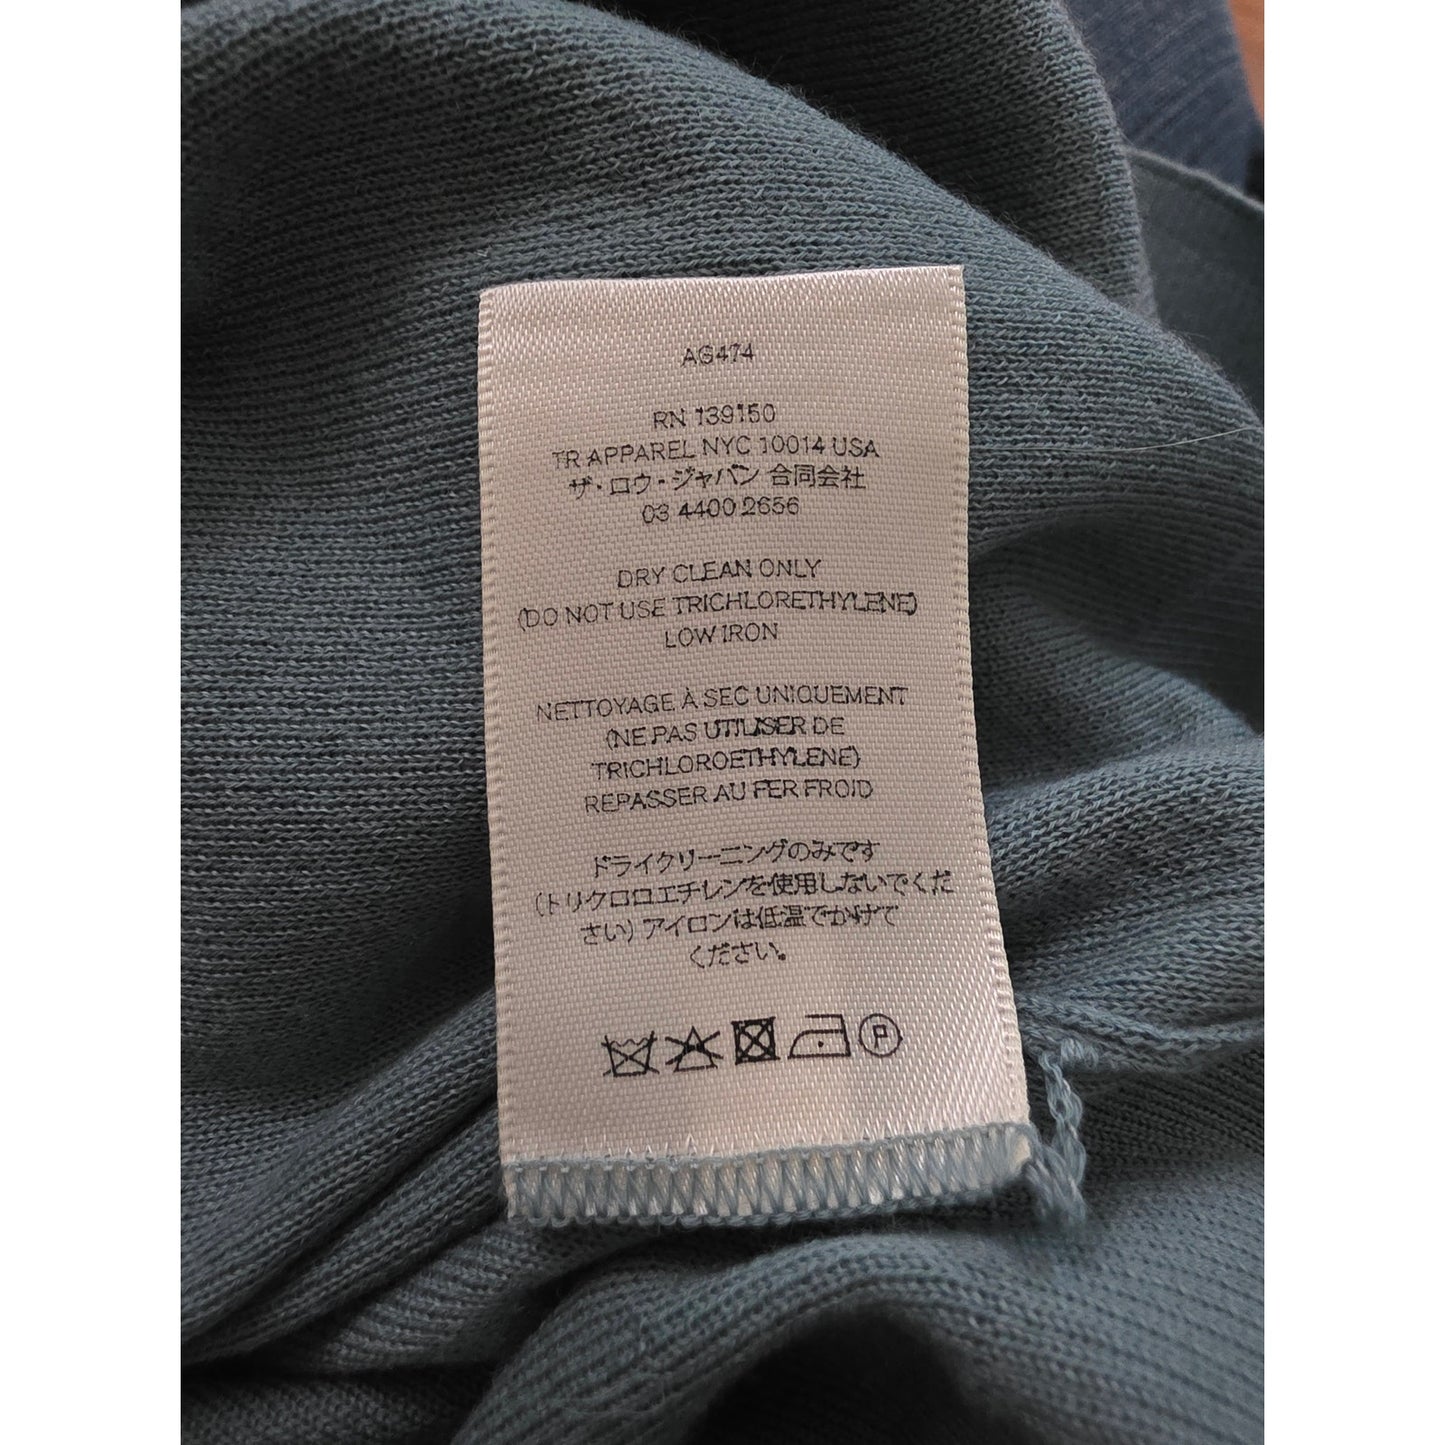 AG474
RN 139150
TR APPAREL NYC 10014 USA
ザ・ロウ・ジャパン 合同会社
03 4400 2656
DRY CLEAN ONLY
(DO NOT USE TRICHLORETHYLENE)
LOW IRON
NETTOYAGE À SEC UNIQUEMENT
(NE PAS UTILISER DE
TRICHLOROETHYLENE)
REPASSER AU FER FROID
ドライクリーニングのみです
(トリクロロエチレンを使用しないでくだ
さい) アイロンは低温でかけて
ください。
P